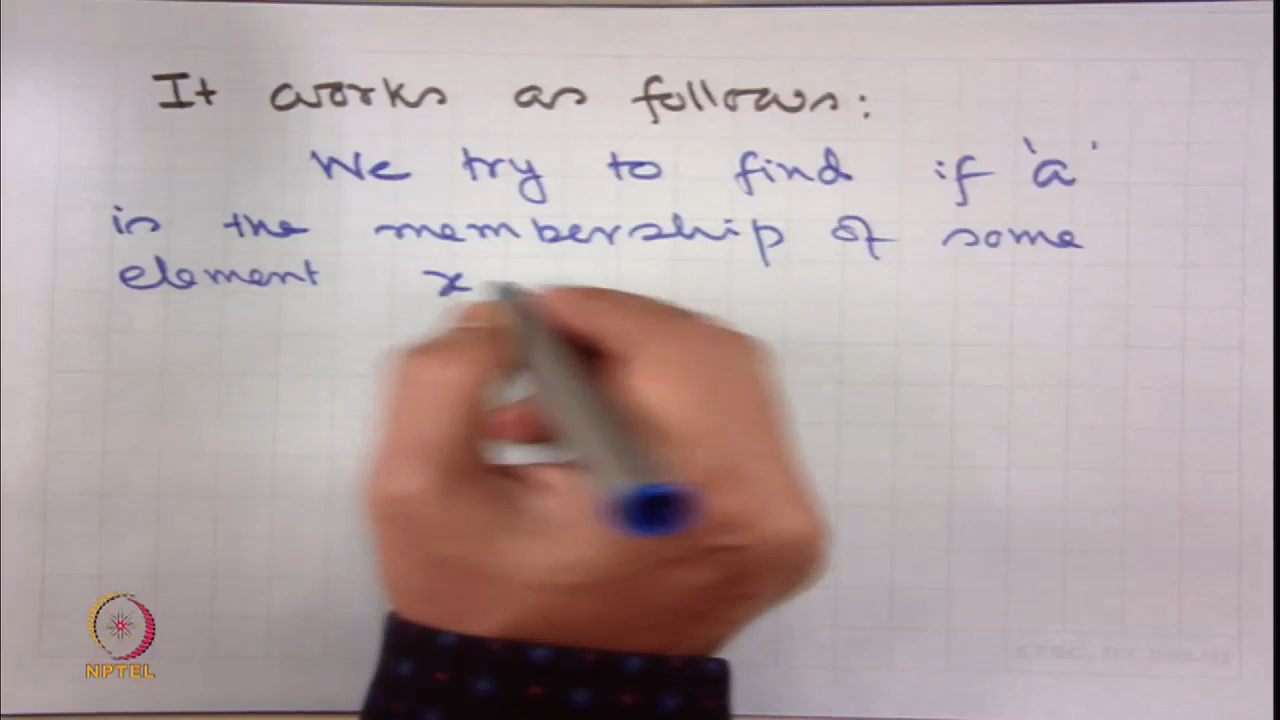 It works as follows:
We try to find if 'a'
is the membership of some
element x
NPTEL